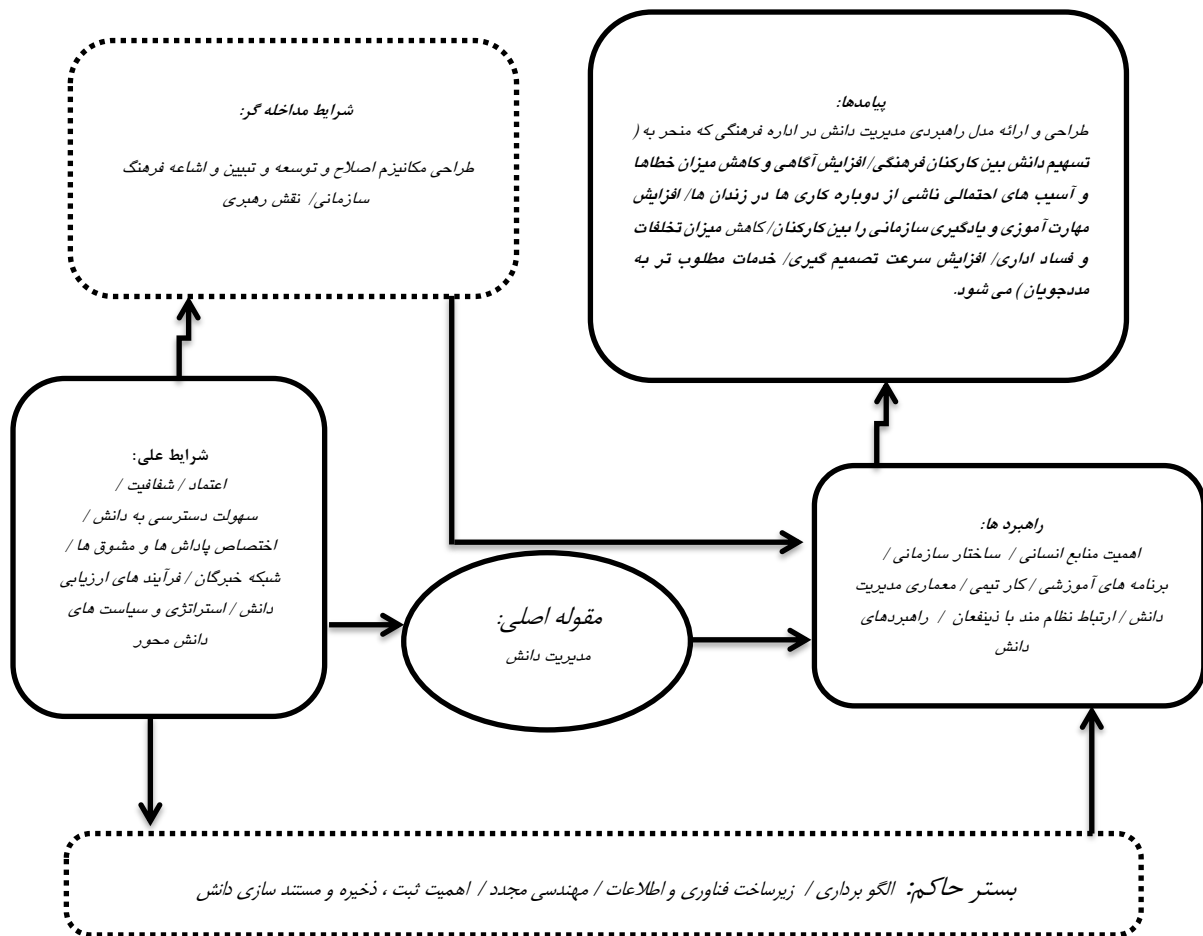 شرایط مداخله گر:
طراحی مکانیزم اصلاح و توسعه و تبیین و اشاعه فرهنگ
سازمانی/ نقش رهبری
پیامدها:
طراحی و ارائه مدل راهبردی مدیریت دانش در اداره فرهنگی که منحر به (
تسهیم دانش بین کارکنان فرهنگی/ افزایش آگاهی و کاهش میزان خطاها
و آسیب های احتمالی ناشی از دوباره کاری ها در زندان ها/ افزایش
مهارت آموزی و یادگیری سازمانی را بین کارکنان/ کاهش میزان تخلفات
و فساد اداری/ افزایش سرعت تصمیم گیری/ خدمات مطلوب تر به
مددجویان ) می شود.
شرایط علی:
اعتماد / شفافیت /
سهولت دسترسی به دانش /
اختصاص پاداش ها و مشوق ها /
شبکه خبرگان / فرآیند های ارزیابی
دانش / استراتژی و سیاست های
دانش محور
مقوله اصلی:
مدیریت دانش
راهبرد ها:
اهمیت منابع انسانی / ساختار سازمانی /
برنامه های آموزشی / کار تیمی / معماری مدیریت
دانش / ارتباط نظام مند با ذینفعان / راهبردهای
دانش
بستر حاکم: الگو برداری / زیرساخت فناوری و اطلاعات / مهندسی مجدد / اهمیت ثبت ، ذخیره و مستند سازی دانش